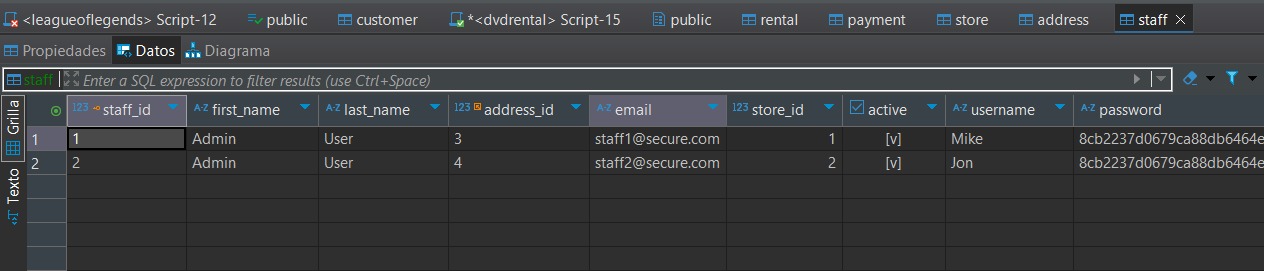 <leagueoflegends> Script-12 public customer *<dvdrental> Script-15 public rental payment store address staff
Propiedades Datos Diagrama
staff Enter a SQL expression to filter results (use Ctrl+Space)
Grilla
Texto
123 staff_id A-Z first_name A-Z last_name 123 address_id A-Z email 123 store_id active A-Z username A-Z password
1 1 Admin User 3 staff1@secure.com 1 [v] Mike 8cb2237d0679ca88db6464e
2 2 Admin User 4 staff2@secure.com 2 [v] Jon 8cb2237d0679ca88db6464e